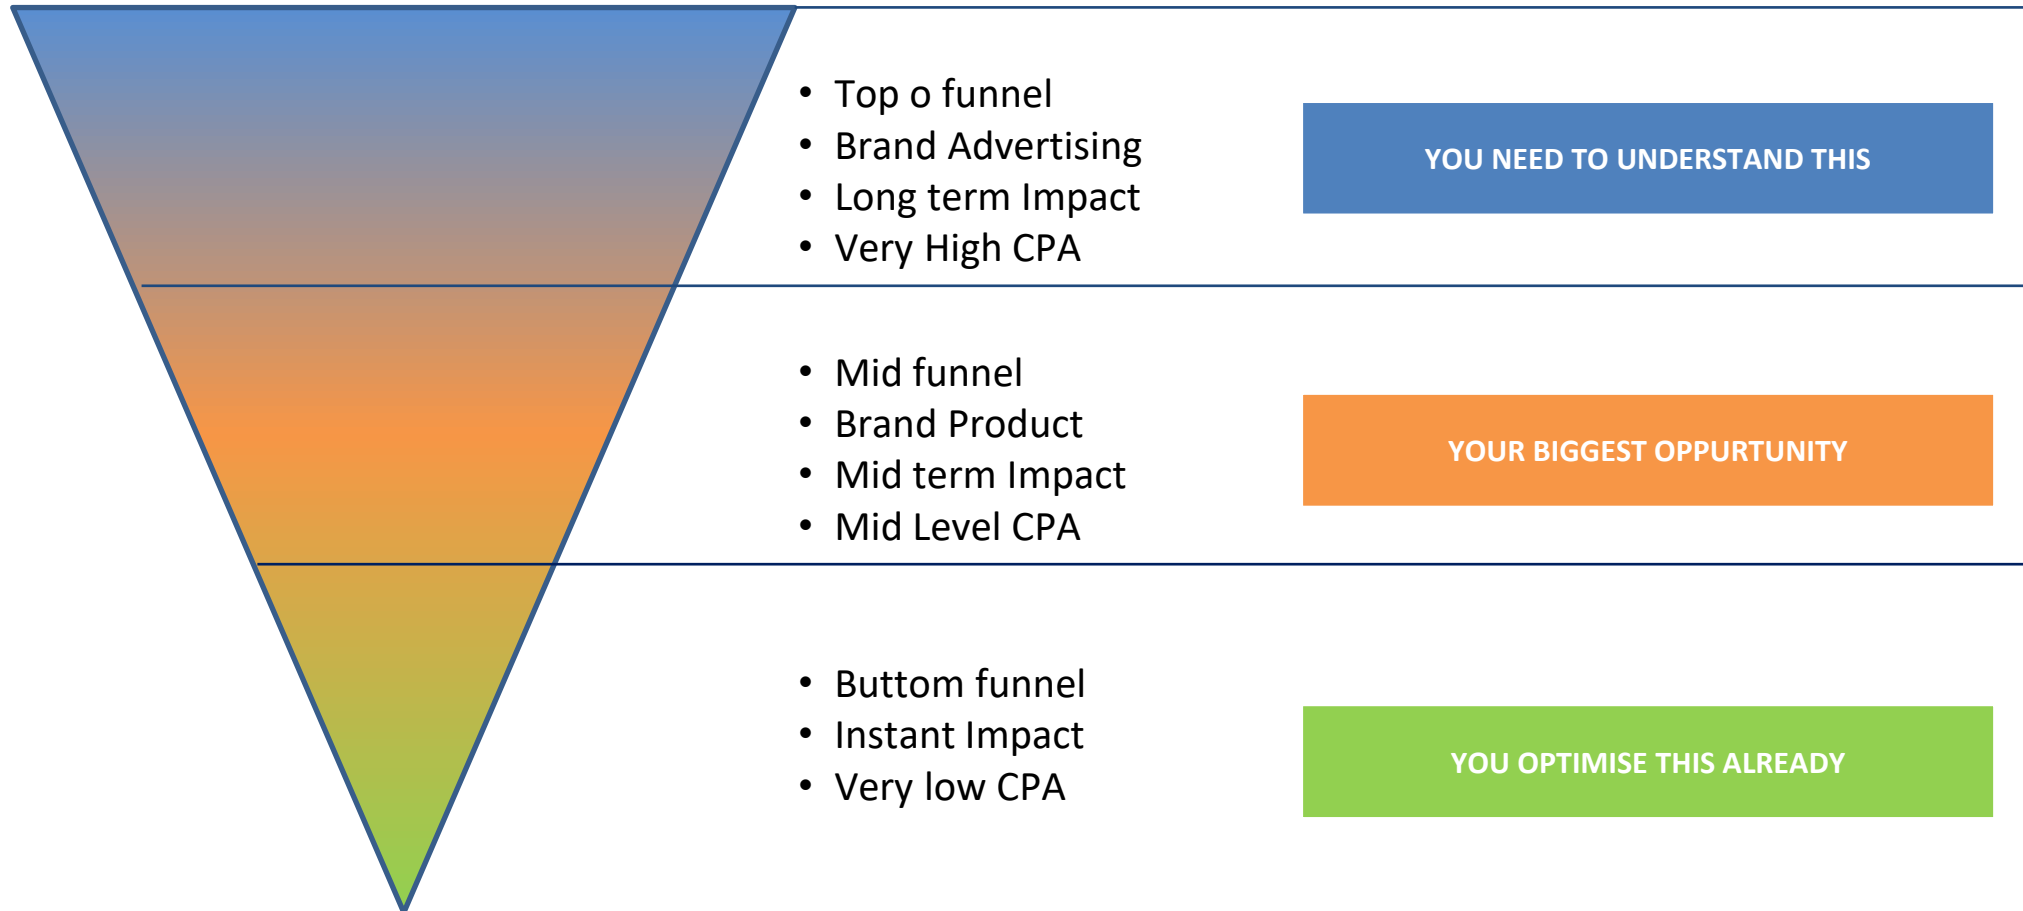 • Top o funnel
• Brand Advertising
• Long term Impact
• Very High CPA
YOU NEED TO UNDERSTAND THIS
• Mid funnel
• Brand Product
• Mid term Impact
• Mid Level CPA
YOUR BIGGEST OPPURTUNITY
• Buttom funnel
• Instant Impact
• Very low CPA
YOU OPTIMISE THIS ALREADY